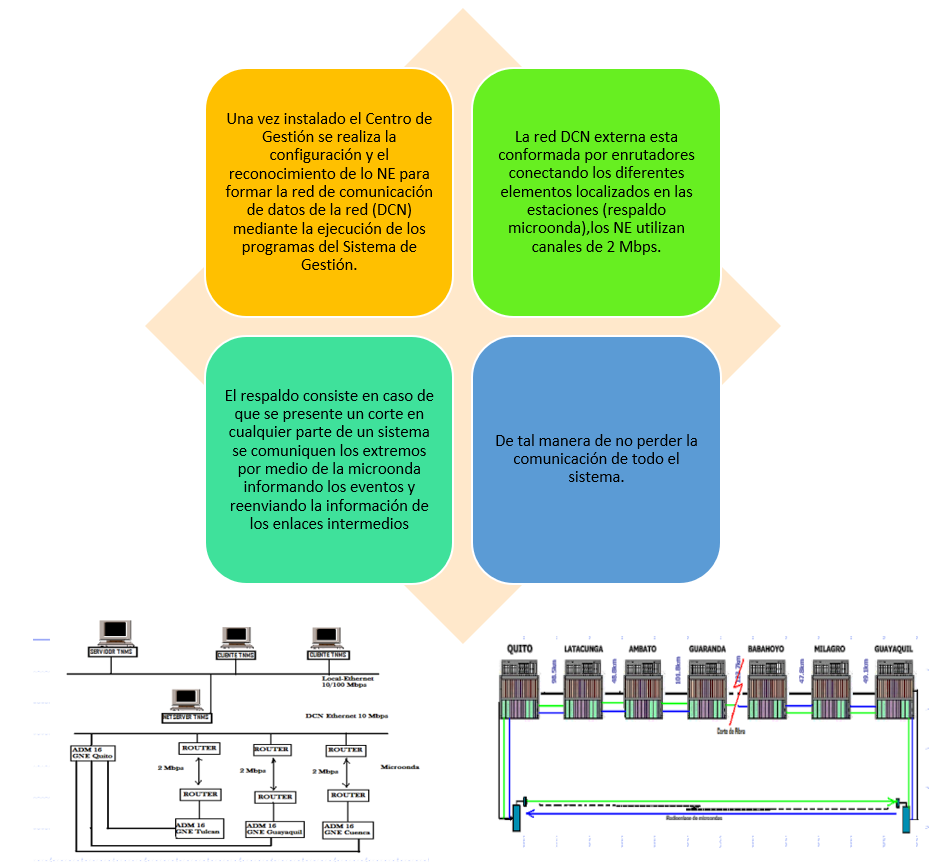 Una vez instalado el Centro de
Gestión se realiza la
configuración y el
reconocimiento de lo NE para
formar la red de comunicación
de datos de la red (DCN)
mediante la ejecución de los
programas del Sistema de
Gestión.
La red DCN externa esta
conformada por enrutadores
conectando los diferentes
elementos localizados en las
estaciones (respaldo
microonda),los NE utilizan
canales de 2 Mbps.
El respaldo consiste en caso de
que se presente un corte en
cualquier parte de un sistema
se comuniquen los extremos
por medio de la microonda
informando los eventos y
reenviando la información de
los enlaces intermedios
De tal manera de no perder la
comunicación de todo el
sistema.
SERVIDOR TNMS
CLIENTE TNMS
CLIENTE TNMS
Local-Ethernet
10/100 Mbps
NETSERVER TNMS
DCN Ethernet 10 Mbps
ADM 16
GNE Quito
ROUTER
ROUTER
ROUTER
2 Mbps
2 Mbps
2 Mbps
Microonda
ROUTER
ROUTER
ROUTER
ADM 16
GNE Tulcan
ADM 16
GNE Guayaquil
ADM 16
GNE Cuenca
QUITO
LATACUNGA
AMBATO
GUARANDA
BABAHOYO
MILAGRO
GUAYAQUIL
98.5km
48.8km
101.8km
47.8km
49.1km
Corte de Fibra